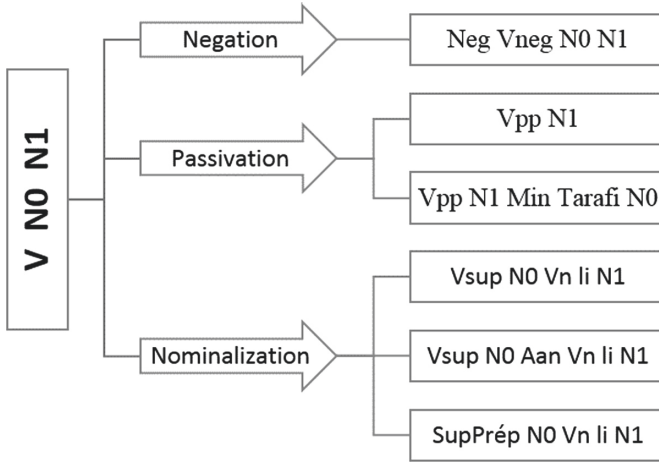 V N0 N1
Negation
Neg Vneg N0 N1
Passivation
Vpp N1
Vpp N1 Min Tarafi N0
Nominalization
Vsup N0 Vn li N1
Vsup N0 Aan Vn li N1
SupPrép N0 Vn li N1